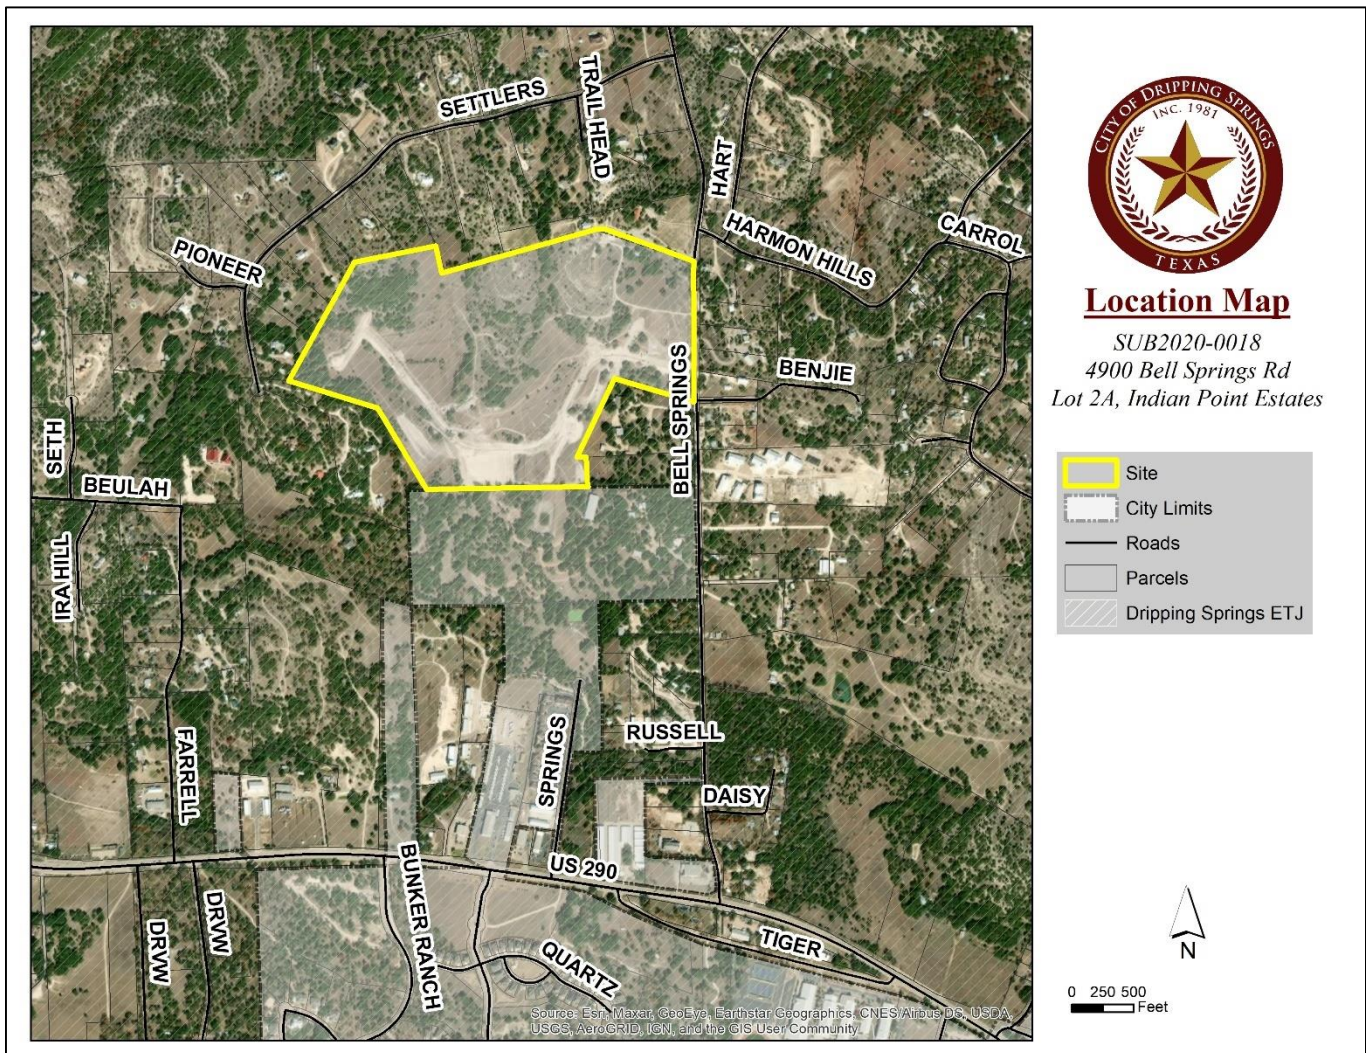 SETTLERS
TRAIL HEAD
HART
HARMON HILLS
CARROL
PIONEER
BELL SPRINGS
BENJIE
SETH
BEULAH
IRA HILL
FARRELL
SPRINGS
RUSSELL
DAISY
US 290
BUNKER RANCH
DRVW
DRVW
QUARTZ
TIGER
Source: Esri, Maxar, GeoEye, Earthstar Geographics, CNES/Airbus DS, USDA,
USGS, AeroGRID, IGN, and the GIS User Community
CITY OF DRIPPING SPRINGS
INC. 1981
TEXAS
Location Map
SUB2020-0018
4900 Bell Springs Rd
Lot 2A, Indian Point Estates
Site
City Limits
Roads
Parcels
Dripping Springs ETJ
N
0 250 500
Feet